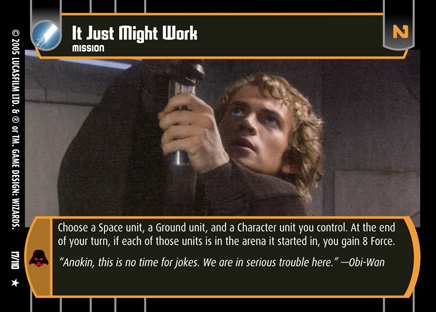 It Just Might Work
MISSION
Choose a Space unit, a Ground unit, and a Character unit you control. At the end
of your turn, if each of those units is in the arena it started in, you gain 8 Force.
“Anakin, this is no time for jokes. We are in serious trouble here.” —Obi-Wan
© 2005 LUCASFILM LTD. & ® or TM. GAME DESIGN: WIZARDS.
17/110